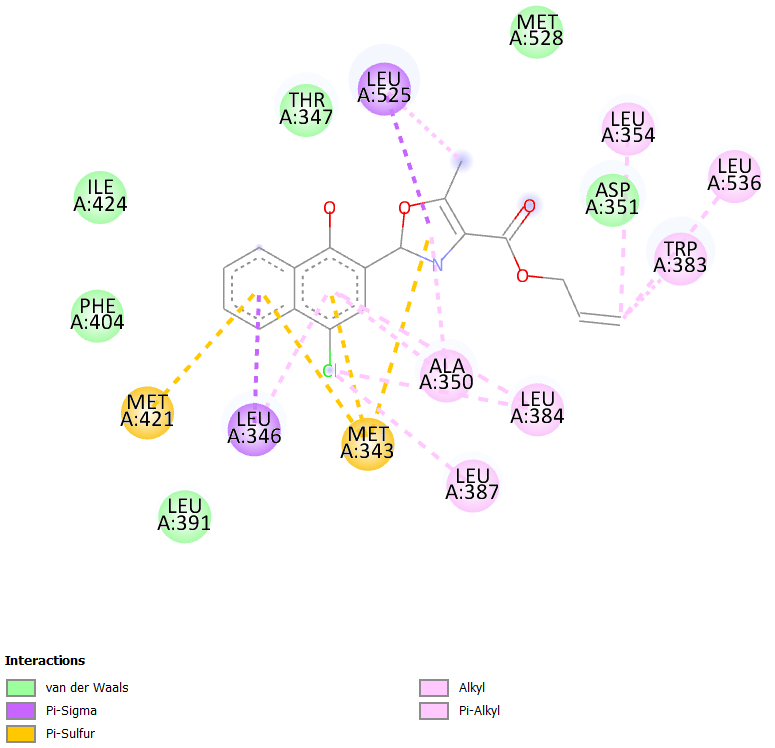 MET
A:528
LEU
A:525
THR
A:347
LEU
A:354
LEU
A:536
ILE
A:424
ASP
A:351
O
O
O
TRP
A:383
N
O
PHE
A:404
Cl
ALA
A:350
MET
A:421
LEU
A:346
MET
A:343
LEU
A:384
LEU
A:387
LEU
A:391
Interactions
van der Waals
Pi-Sigma
Pi-Sulfur
Alkyl
Pi-Alkyl